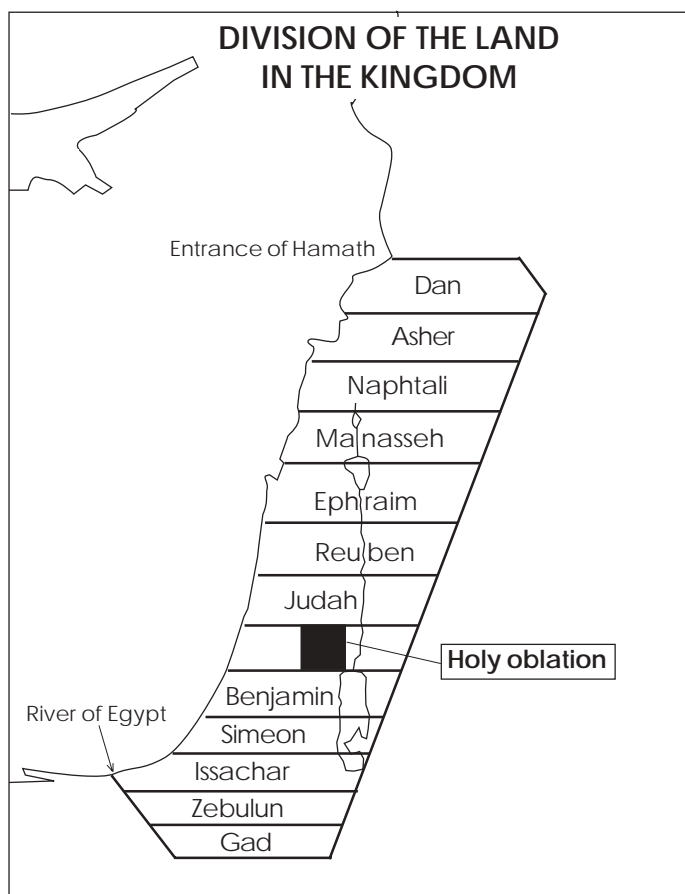 DIVISION OF THE LAND
IN THE KINGDOM
Entrance of Hamath
Dan
Asher
Naphtali
Manasseh
Ephraim
Reuben
Judah
Holy oblation
Benjamin
River of Egypt
Simeon
Issachar
Zebulun
Gad